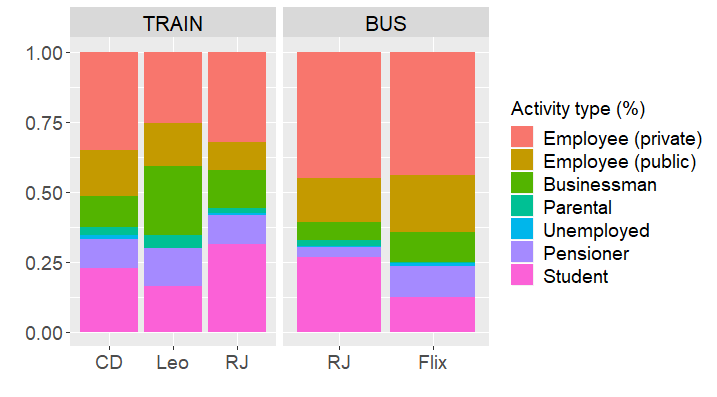 TRAIN
BUS
1.00
0.75
0.50
0.25
0.00
CD Leo RJ
RJ Flix
Activity type (%)
Employee (private)
Employee (public)
Businessman
Parental
Unemployed
Pensioner
Student